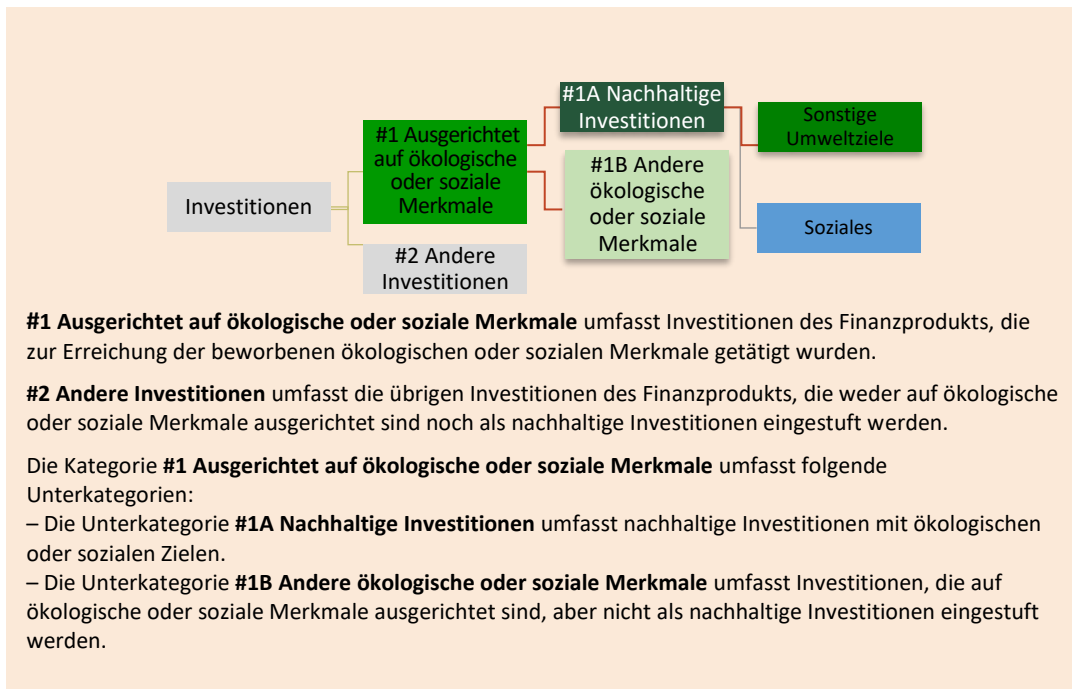 Investitionen
#1 Ausgerichtet
auf ökologische
oder soziale
Merkmale
#2 Andere
Investitionen
#1A Nachhaltige
Investitionen
#1B Andere
ökologische
oder soziale
Merkmale
Sonstige
Umweltziele
Soziales
#1 Ausgerichtet auf ökologische oder soziale Merkmale umfasst Investitionen des Finanzprodukts, die
zur Erreichung der beworbenen ökologischen oder sozialen Merkmale getätigt wurden.
#2 Andere Investitionen umfasst die übrigen Investitionen des Finanzprodukts, die weder auf ökologische
oder soziale Merkmale ausgerichtet sind noch als nachhaltige Investitionen eingestuft werden.
Die Kategorie #1 Ausgerichtet auf ökologische oder soziale Merkmale umfasst folgende
Unterkategorien:
– Die Unterkategorie #1A Nachhaltige Investitionen umfasst nachhaltige Investitionen mit ökologischen
oder sozialen Zielen.
– Die Unterkategorie #1B Andere ökologische oder soziale Merkmale umfasst Investitionen, die auf
ökologische oder soziale Merkmale ausgerichtet sind, aber nicht als nachhaltige Investitionen eingestuft
werden.